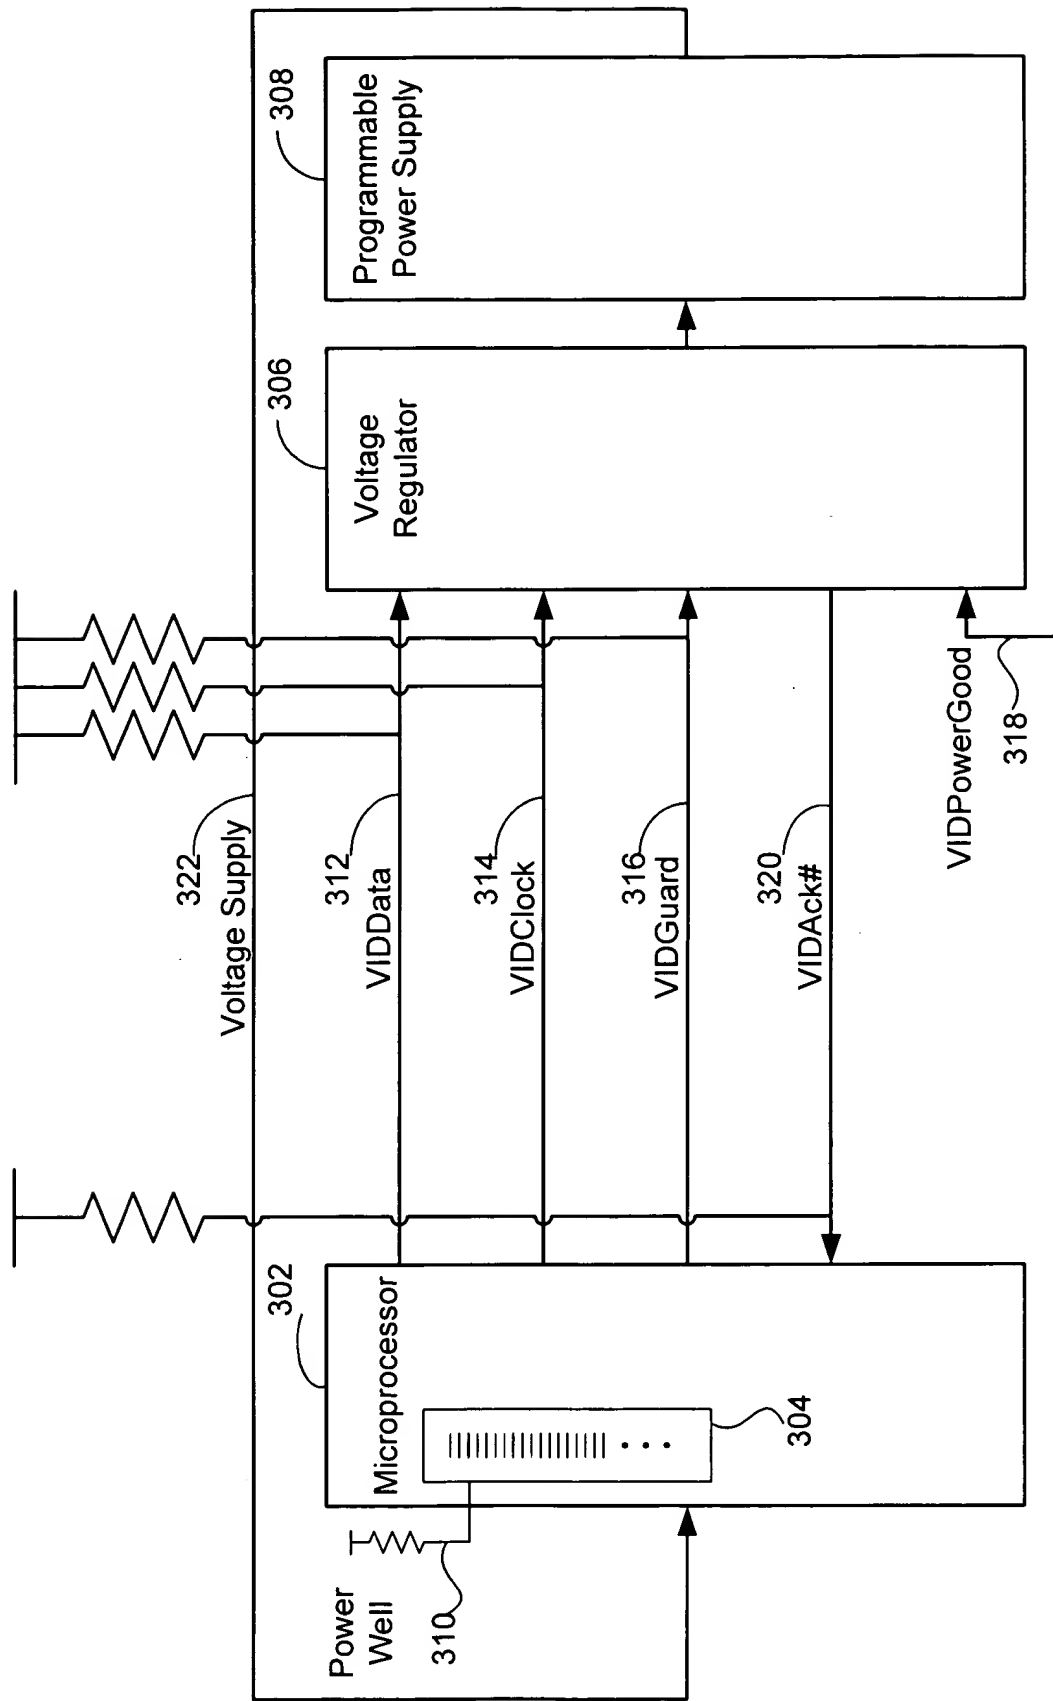 322
Voltage Supply
302
306
308
Microprocessor
Voltage
Regulator
Programmable
Power Supply
Power
Well
310
304
312
VIDData
314
VIDClock
316
VIDGuard
320
VIDAck#
VIDPowerGood
318